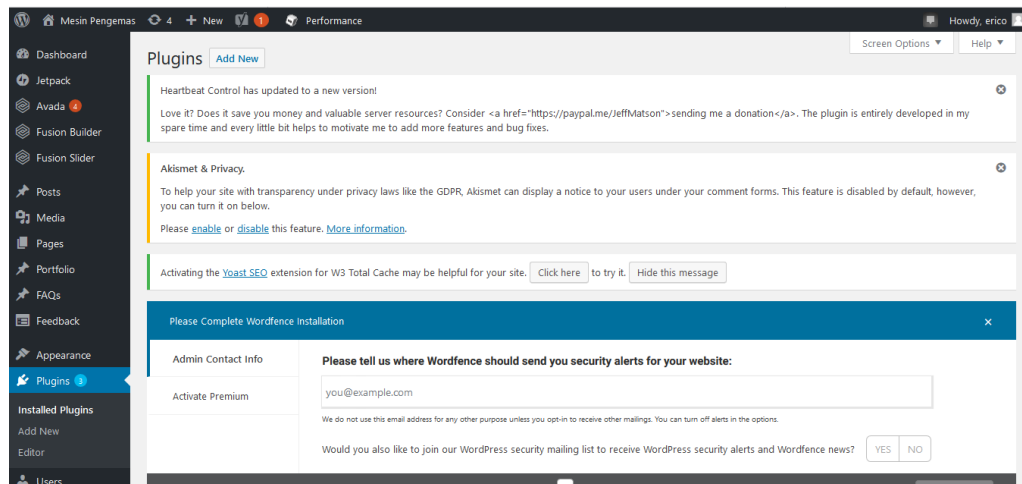 Mesin Pengemas 4 New 1 Performance Howdy, erico
Screen Options Help
Dashboard
Jetpack
Avada 4
Fusion Builder
Fusion Slider
Posts
Media
Pages
Portfolio
FAQs
Feedback
Appearance
Plugins 3
Installed Plugins
Add New
Editor
Users
Plugins Add New
Heartbeat Control has updated to a new version!
Love it? Does it save you money and valuable server resources? Consider <a href="https://paypal.me/JeffMatson">sending me a donation</a>. The plugin is entirely developed in my
spare time and every little bit helps to motivate me to add more features and bug fixes.
Akismet & Privacy.
To help your site with transparency under privacy laws like the GDPR, Akismet can display a notice to your users under your comment forms. This feature is disabled by default, however,
you can turn it on below.
Please enable or disable this feature. More information.
Activating the Yoast SEO extension for W3 Total Cache may be helpful for your site. Click here to try it. Hide this message
Please Complete Wordfence Installation
Admin Contact Info
Activate Premium
Please tell us where Wordfence should send you security alerts for your website:
you@example.com
We do not use this email address for any other purpose unless you opt-in to receive other mailings. You can turn off alerts in the options.
Would you also like to join our WordPress security mailing list to receive WordPress security alerts and Wordfence news? YES NO